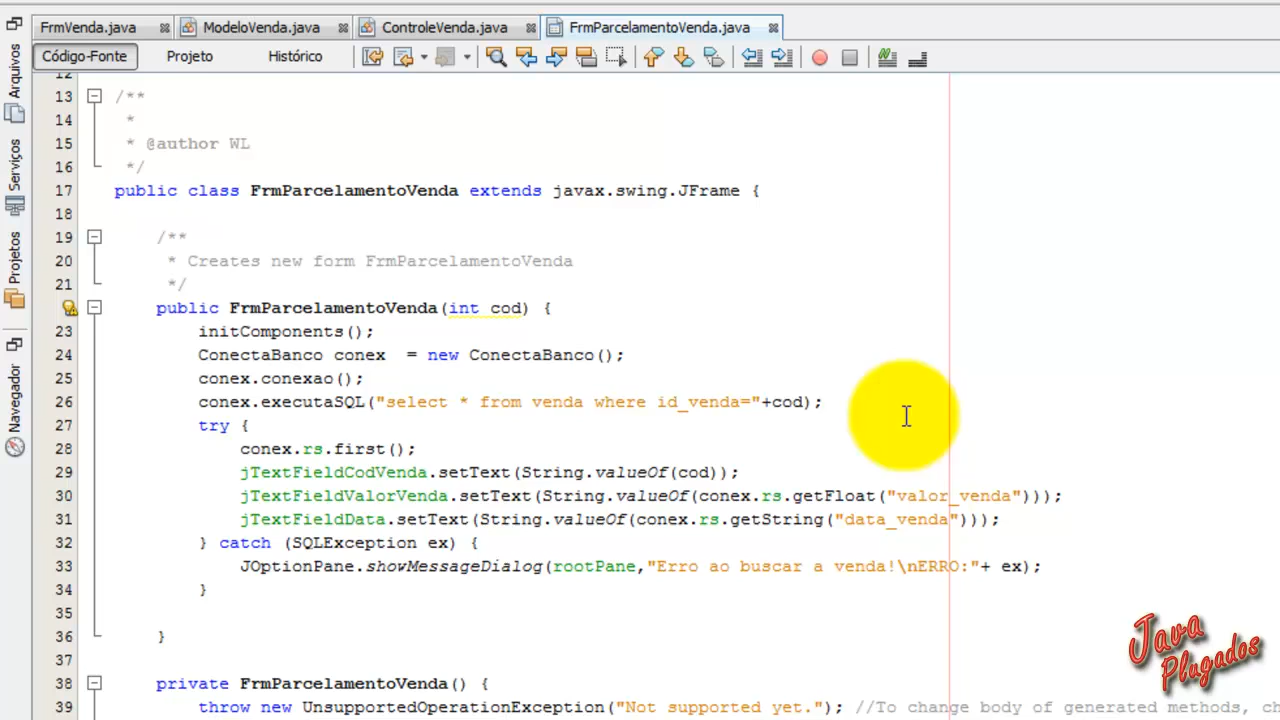 FrmVenda.java ModeloVenda.java ControleVenda.java FrmParcelamentoVenda.java
Código-Fonte Projeto Histórico
Arquivos
Serviços
Projetos
Navegador
12
13 /**
14 *
15 * @author WL
16 */
17 public class FrmParcelamentoVenda extends javax.swing.JFrame {
18
19 /**
20 * Creates new form FrmParcelamentoVenda
21 */
public FrmParcelamentoVenda(int cod) {
23 initComponents();
24 ConectaBanco conex = new ConectaBanco();
25 conex.conexao();
26 conex.executaSQL("select * from venda where id_venda="+cod);
27 try {
28 conex.rs.first();
29 jTextFieldCodVenda.setText(String.valueOf(cod));
30 jTextFieldValorVenda.setText(String.valueOf(conex.rs.getFloat("valor_venda")));
31 jTextFieldData.setText(String.valueOf(conex.rs.getString("data_venda")));
32 } catch (SQLException ex) {
33 JOptionPane.showMessageDialog(rootPane,"Erro ao buscar a venda!\nERRO:"+ ex);
34 }
35
36 }
37
38 private FrmParcelamentoVenda() {
39 throw new UnsupportedOperationException("Not supported yet."); //To change body of generated methods, ch
Java
Plugados